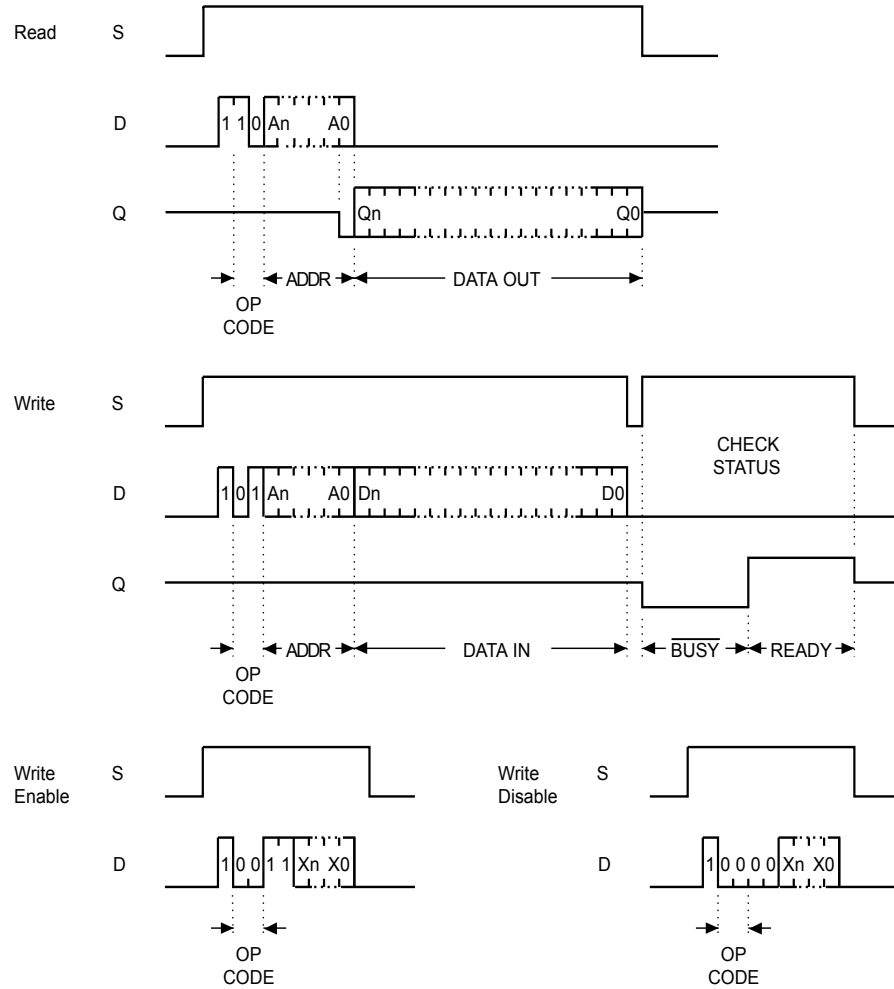 Read S
D 1 1 0 An A0
Q Qn Q0
ADDR DATA OUT
OP
CODE
Write S
CHECK
STATUS
D 1 0 1 An A0 Dn D0
Q
ADDR DATA IN BUSY READY
OP
CODE
Write S Write S
Enable Disable
D 1 0 0 1 1 Xn X0 D 1 0 0 0 0 Xn X0
OP OP
CODE CODE